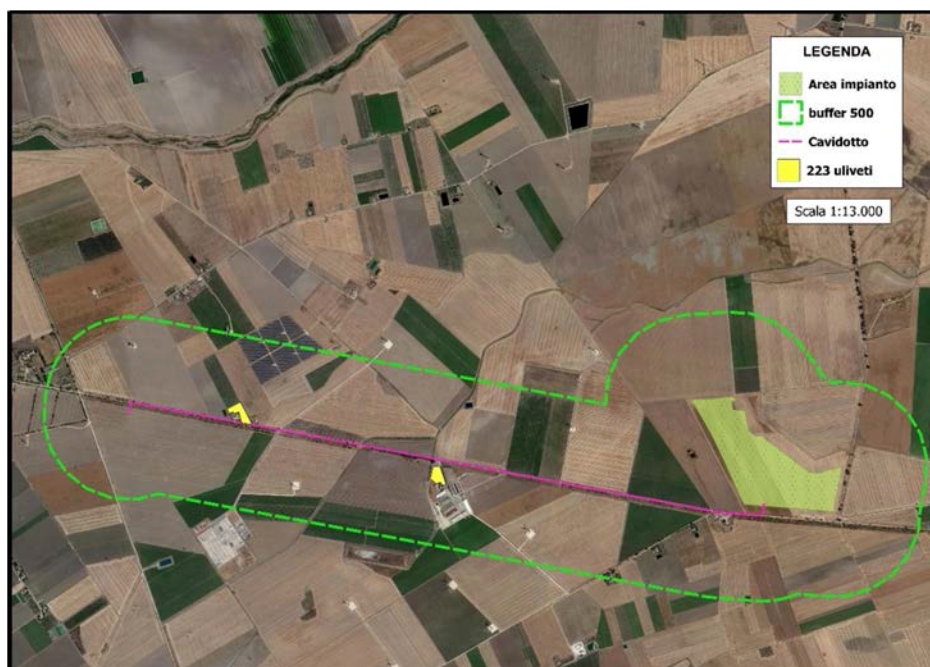 LEGENDA
Area impianto
buffer 500
Cavidotto
223 uliveti
Scala 1:13.000